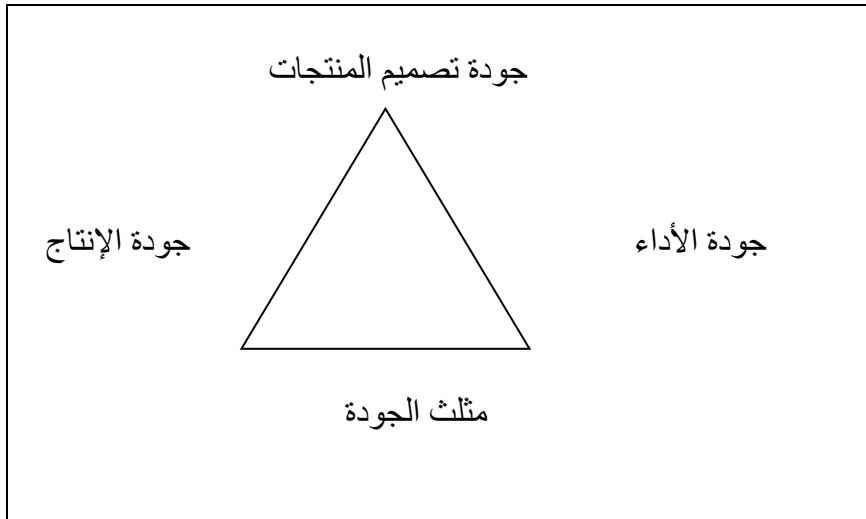 جودة تصميم المنتجات
جودة الأداء
جودة الإنتاج
مثلث الجودة